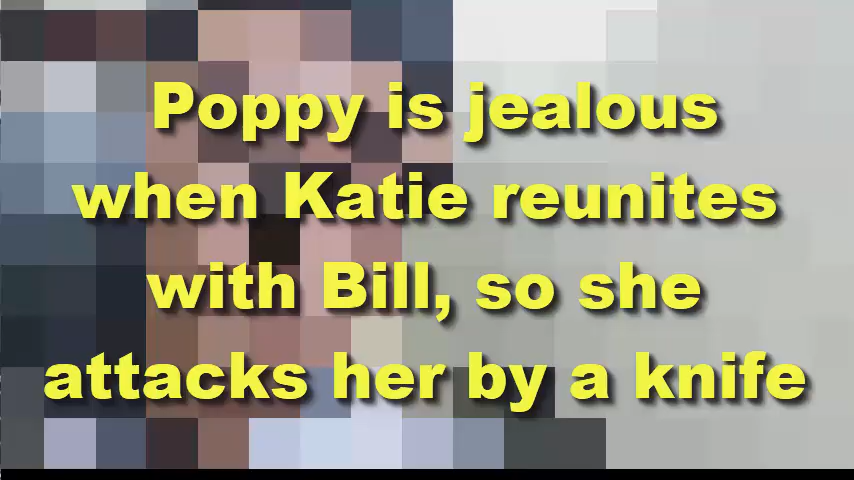 Poppy is jealous
when Katie reunites
with Bill, so she
attacks her by a knife